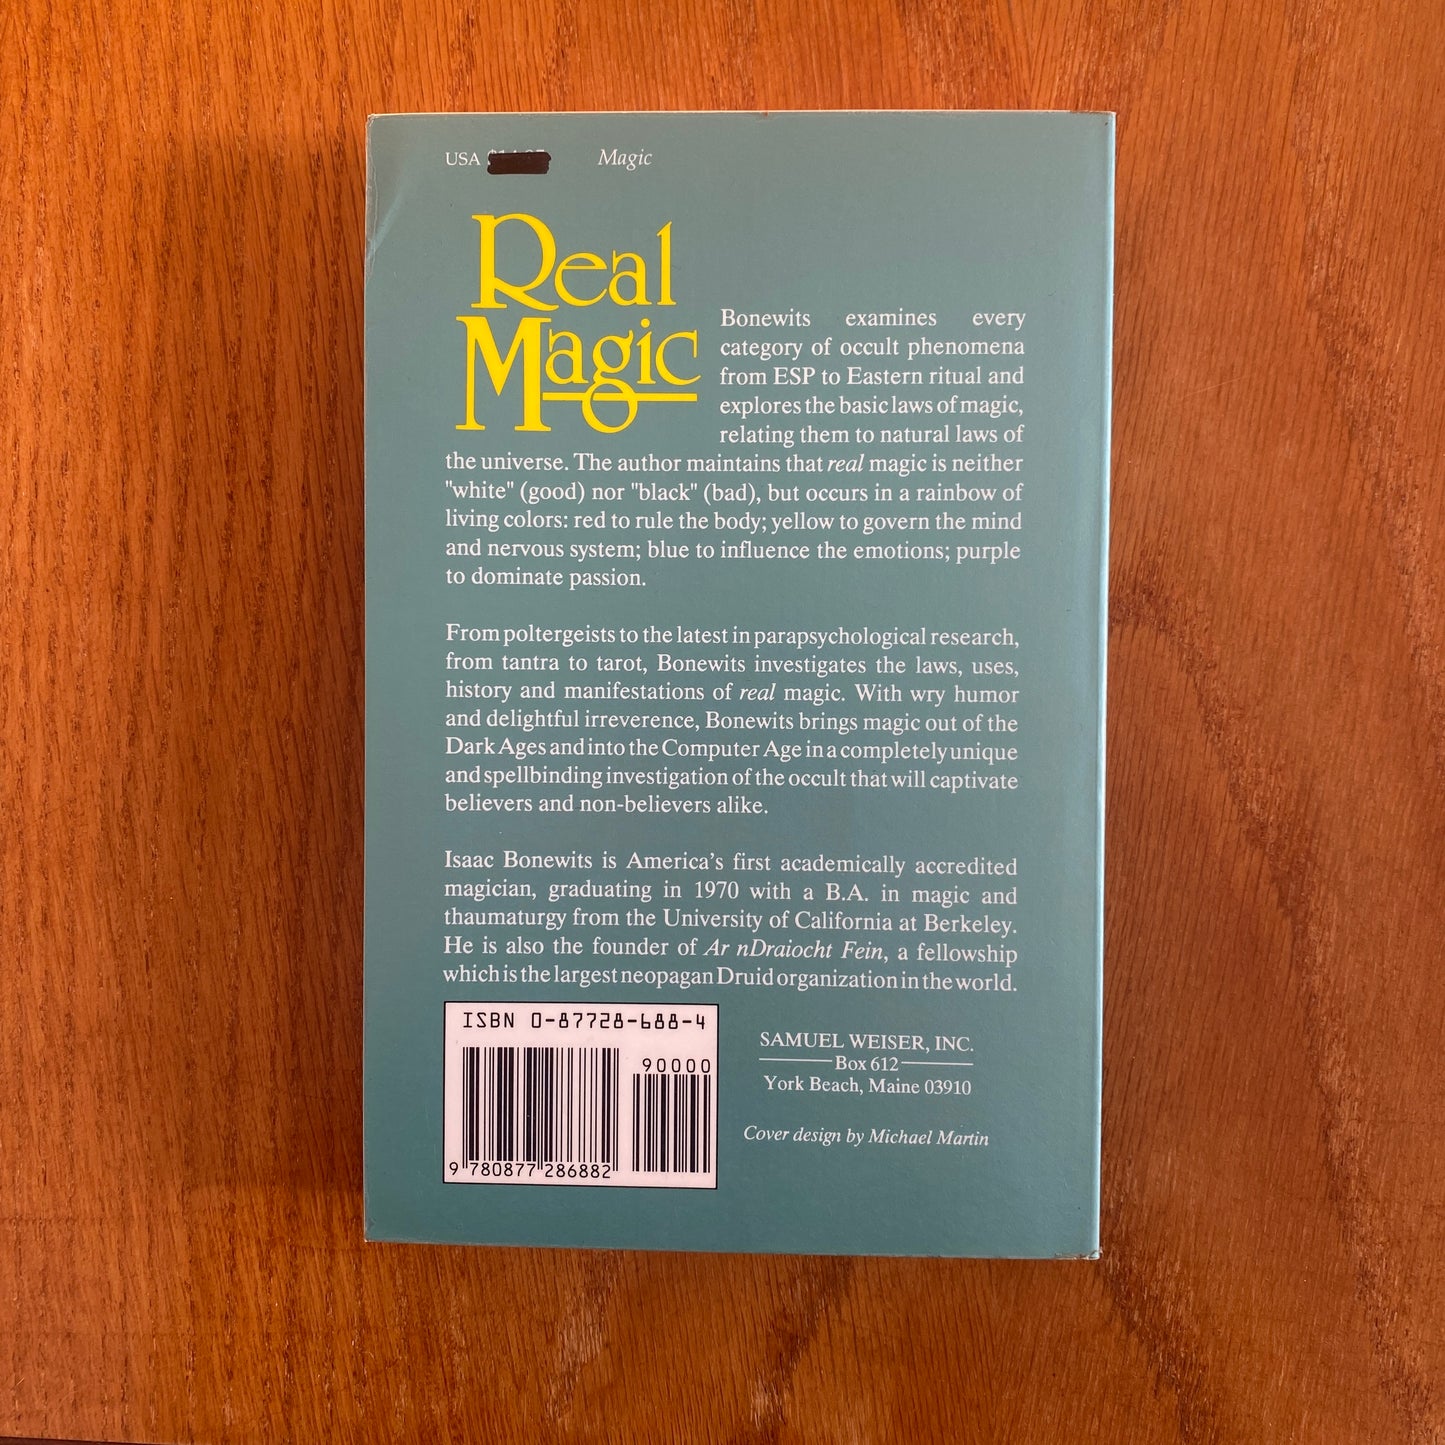 USA
Magic
Real
Magic
Bonewits examines every
category of occult phenomena
from ESP to Eastern ritual and
explores the basic laws of magic,
relating them to natural laws of
the universe. The author maintains that real magic is neither
"white" (good) nor "black" (bad), but occurs in a rainbow of
living colors: red to rule the body; yellow to govern the mind
and nervous system; blue to influence the emotions; purple
to dominate passion.
From poltergeists to the latest in parapsychological research,
from tantra to tarot, Bonewits investigates the laws, uses,
history and manifestations of real magic. With wry humor
and delightful irreverence, Bonewits brings magic out of the
Dark Ages and into the Computer Age in a completely unique
and spellbinding investigation of the occult that will captivate
believers and non-believers alike.
Isaac Bonewits is America's first academically accredited
magician, graduating in 1970 with a B.A. in magic and
thaumaturgy from the University of California at Berkeley.
He is also the founder of Ar nDraiocht Fein, a fellowship
which is the largest neopagan Druid organization in the world.
ISBN 0-87728-688-4
90000
9 780877 286882
SAMUEL WEISER, INC.
Box 612
York Beach, Maine 03910
Cover design by Michael Martin